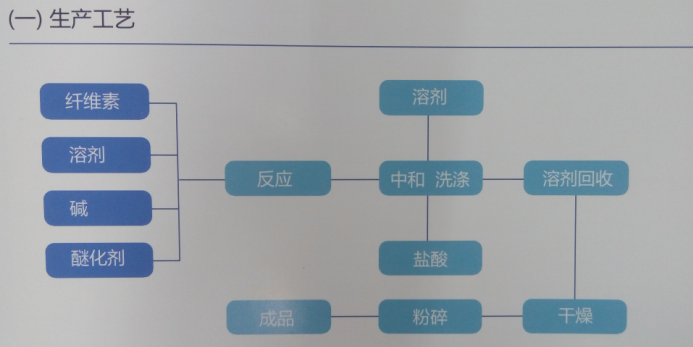 (一) 生产工艺
纤维素
溶剂
碱
醚化剂
反应
溶剂
中和 洗涤
盐酸
溶剂回收
干燥
粉碎
成品